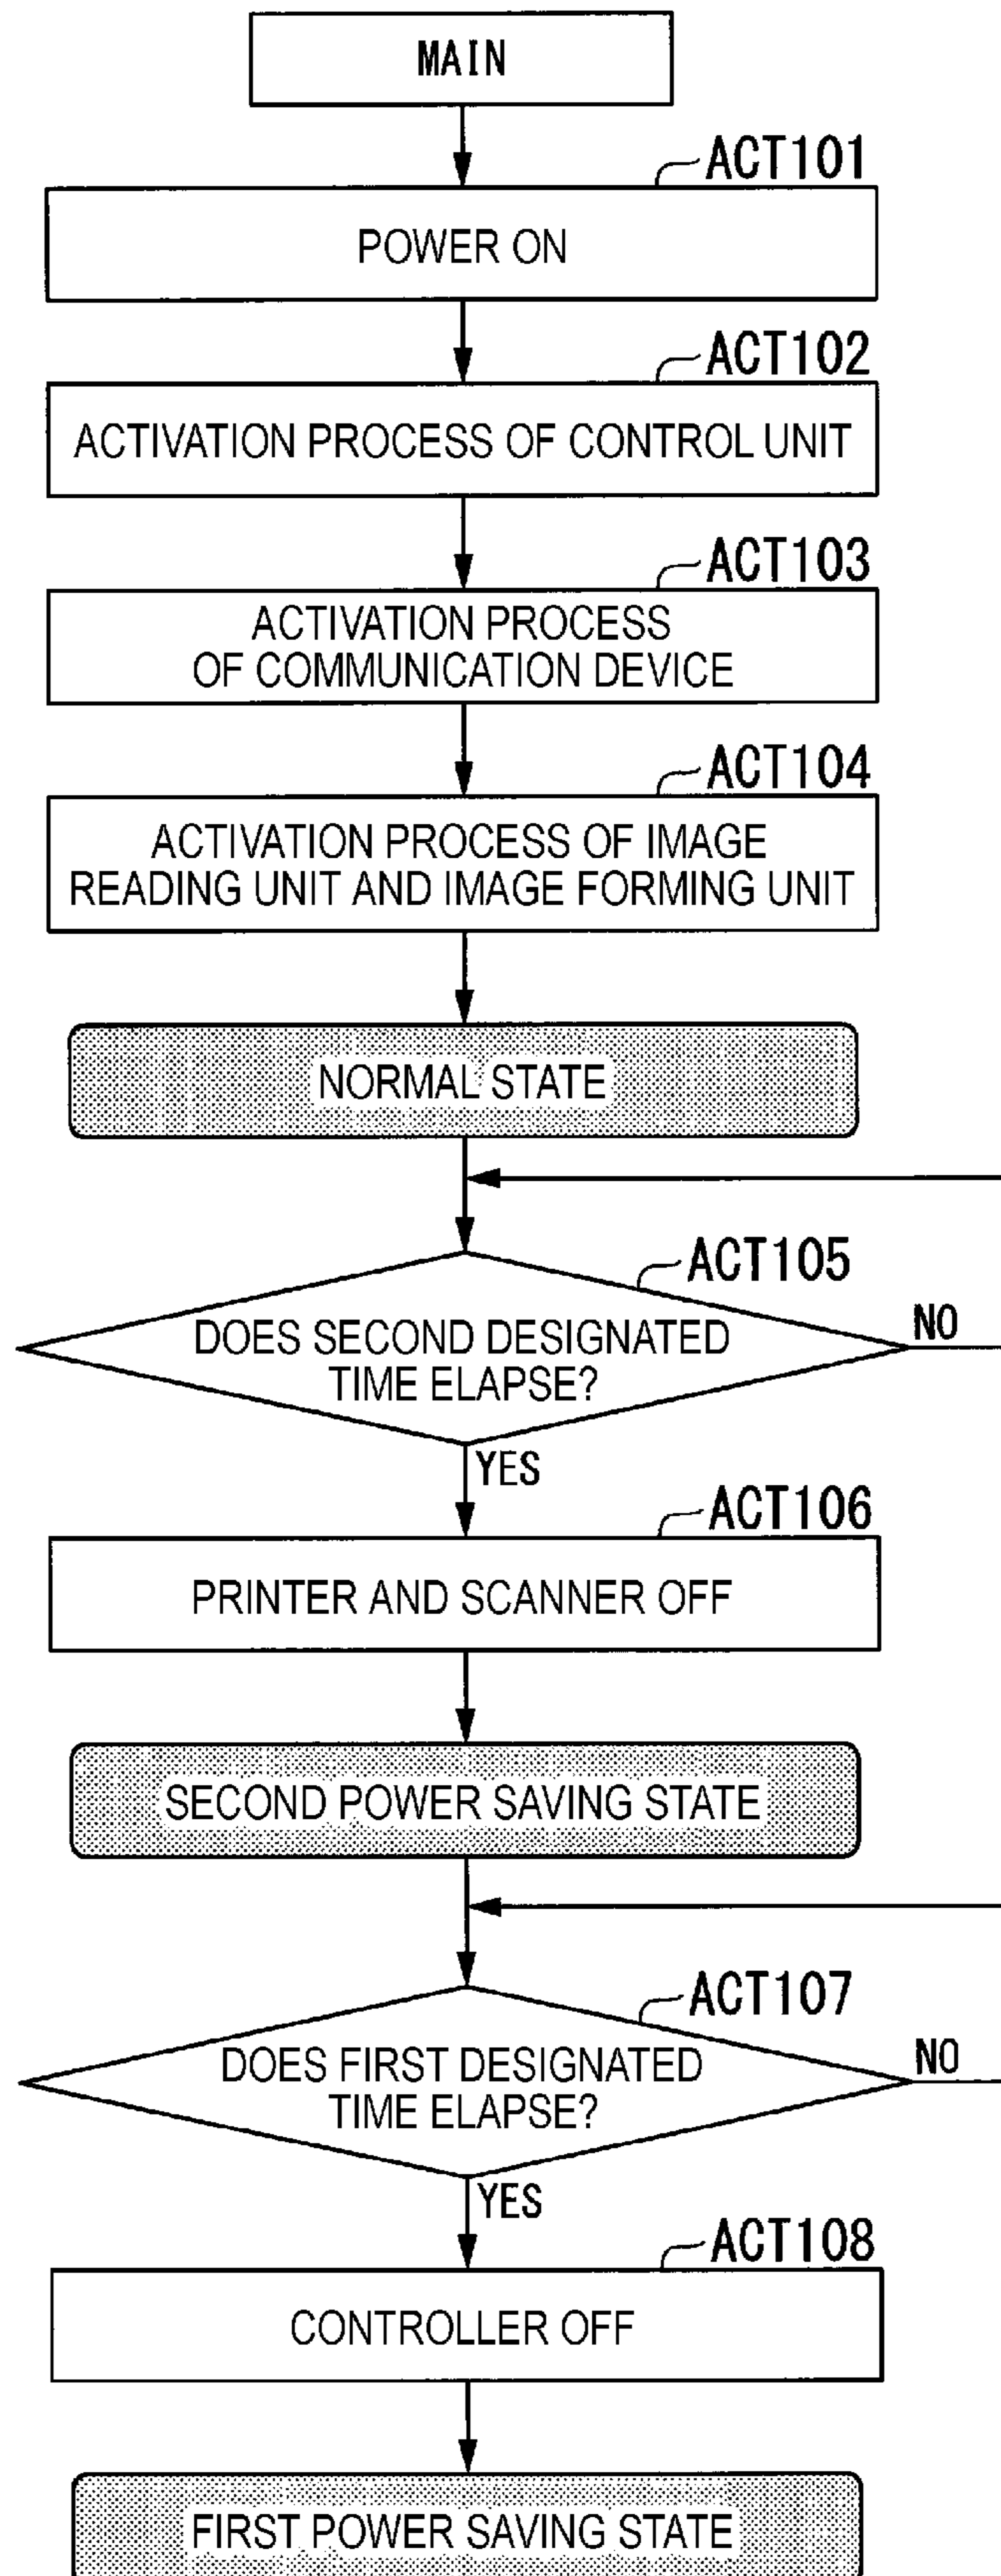 MAIN
ACT101
POWER ON
ACT102
ACTIVATION PROCESS OF CONTROL UNIT
ACT103
ACTIVATION PROCESS
OF COMMUNICATION DEVICE
ACT104
ACTIVATION PROCESS OF IMAGE
READING UNIT AND IMAGE FORMING UNIT
NORMAL STATE
ACT105
DOES SECOND DESIGNATED
TIME ELAPSE?
NO
YES
ACT106
PRINTER AND SCANNER OFF
SECOND POWER SAVING STATE
ACT107
DOES FIRST DESIGNATED
TIME ELAPSE?
NO
YES
ACT108
CONTROLLER OFF
FIRST POWER SAVING STATE